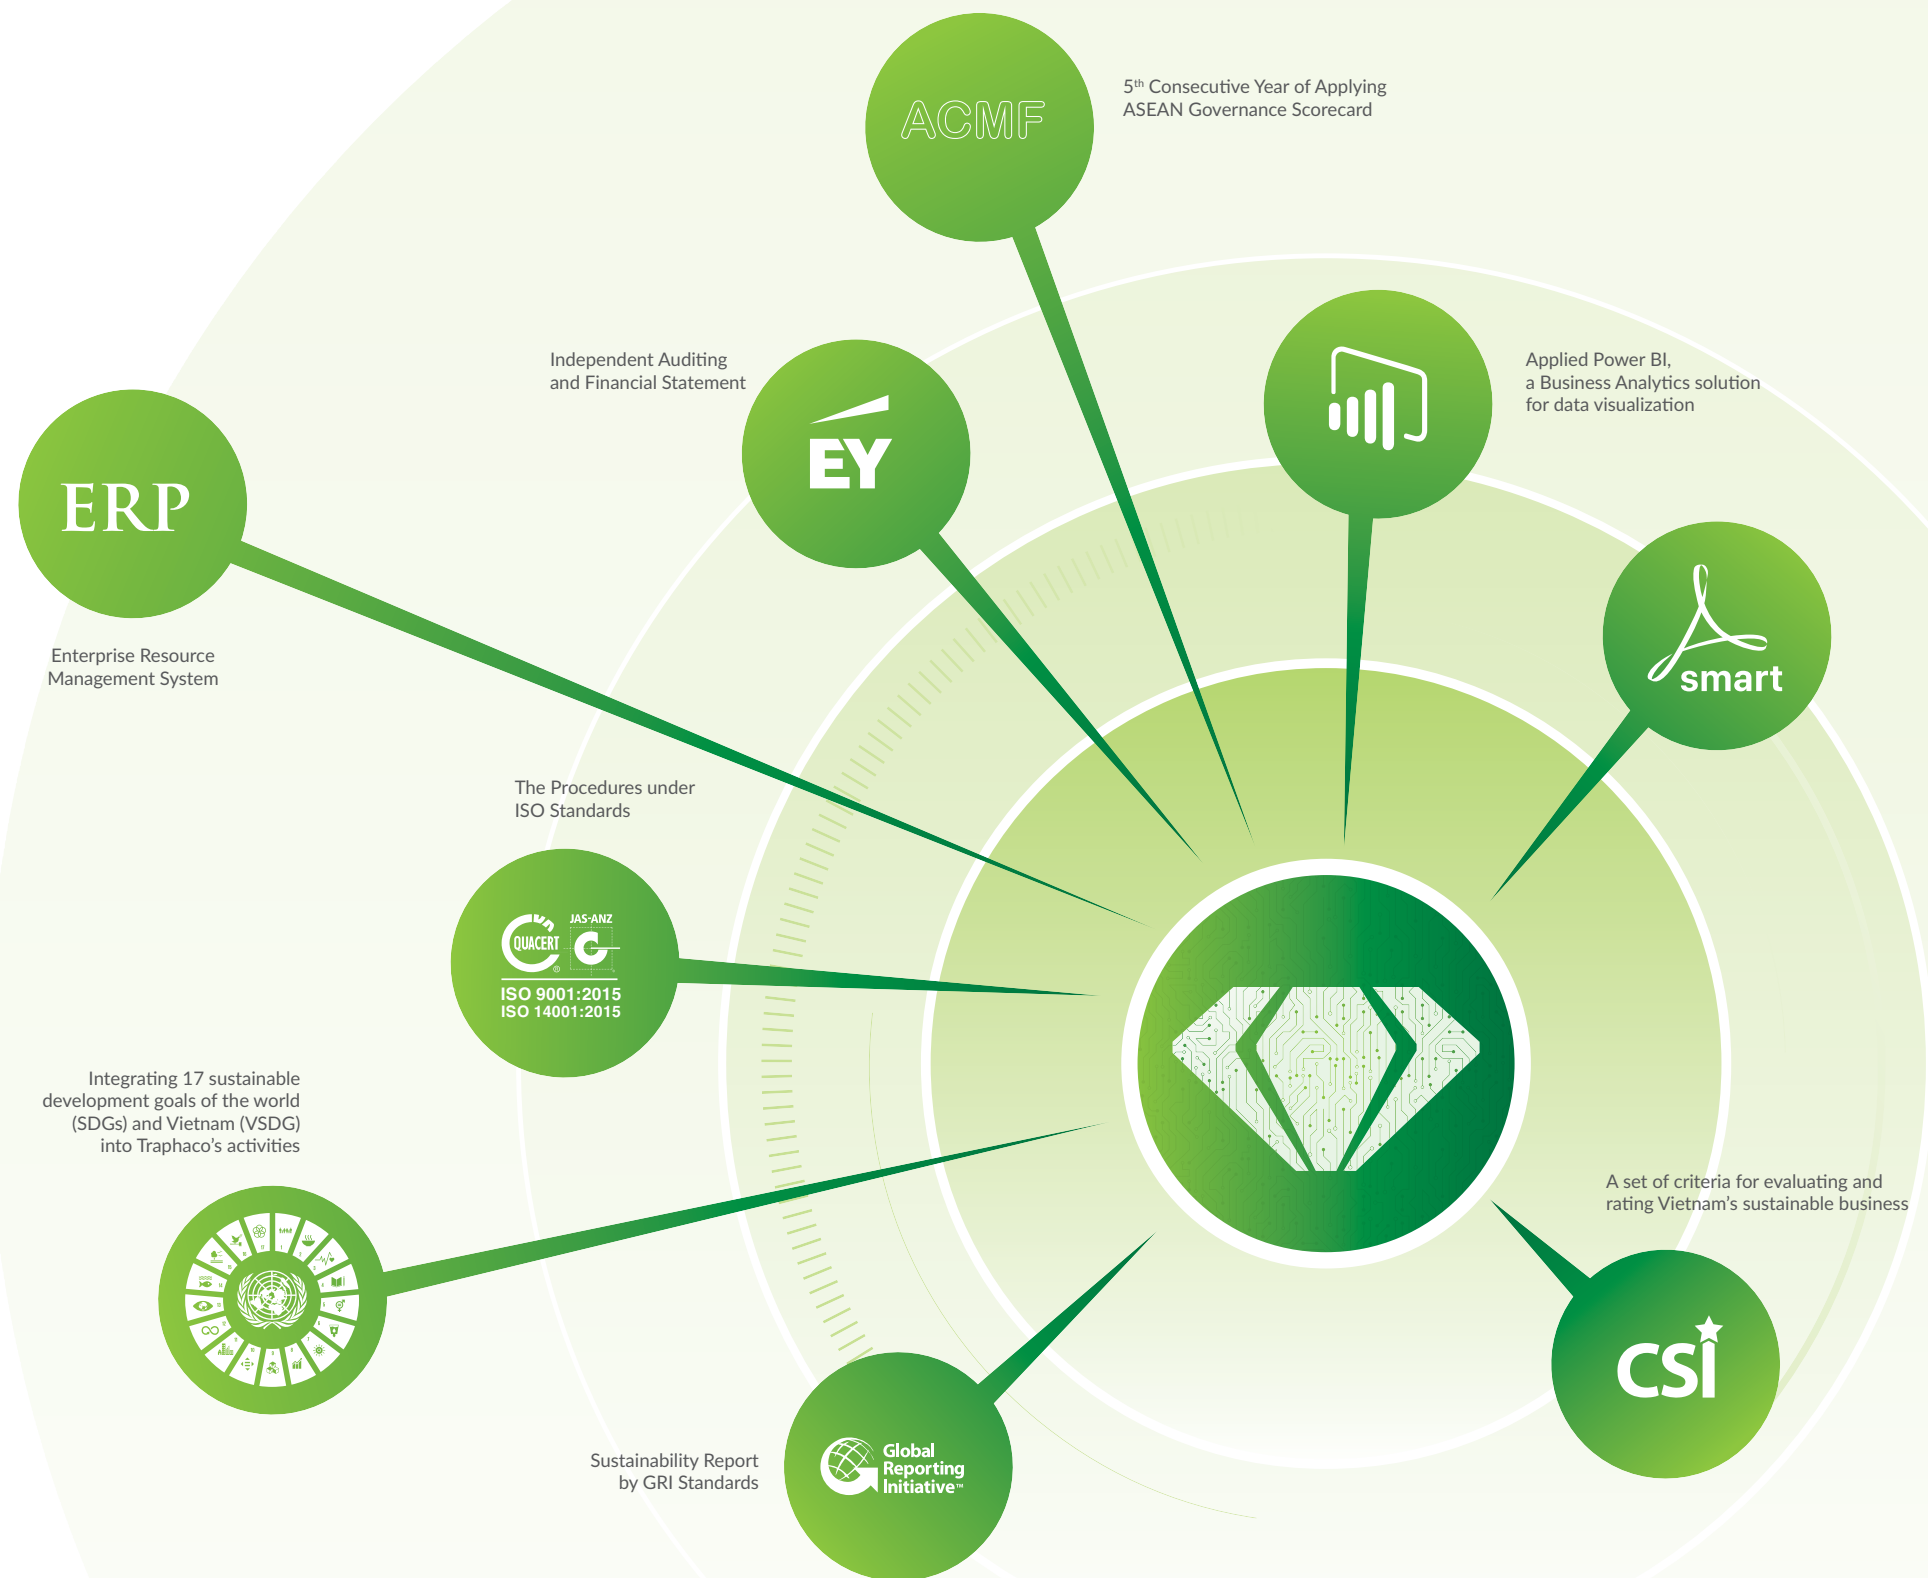 ACMF
5th Consecutive Year of Applying
ASEAN Governance Scorecard
Independent Auditing
and Financial Statement
EY
Applied Power BI,
a Business Analytics solution
for data visualization
ERP
Enterprise Resource
Management System
smart
The Procedures under
ISO Standards
QUACERT
®
JAS-ANZ
ISO 9001:2015
ISO 14001:2015
Integrating 17 sustainable
development goals of the world
(SDGs) and Vietnam (VSDG)
into Traphaco’s activities
A set of criteria for evaluating and
rating Vietnam’s sustainable business
CSI
Sustainability Report
by GRI Standards
Global
Reporting
Initiative™